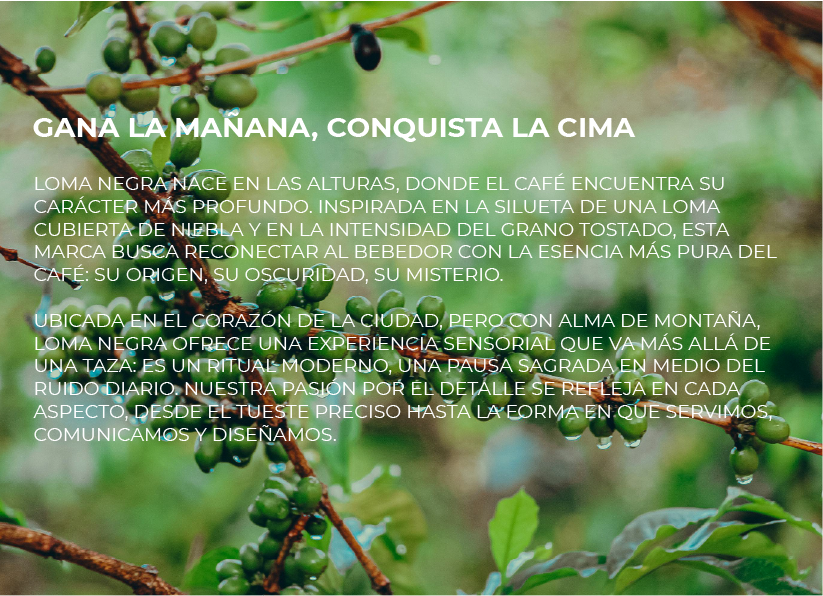 GANA LA MAÑANA, CONQUISTA LA CIMA
LOMA NEGRA NACE EN LAS ALTURAS, DONDE EL CAFÉ ENCUENTRA SU
CARÁCTER MÁS PROFUNDO. INSPIRADA EN LA SILUETA DE UNA LOMA
CUBIERTA DE NIEBLA Y EN LA INTENSIDAD DEL GRANO TOSTADO, ESTA
MARCA BUSCA RECONECTAR AL BEBEDOR CON LA ESENCIA MÁS PURA DEL
CAFÉ: SU ORIGEN, SU OSCURIDAD, SU MISTERIO.
UBICADA EN EL CORAZÓN DE LA CIUDAD, PERO CON ALMA DE MONTAÑA,
LOMA NEGRA OFRECE UNA EXPERIENCIA SENSORIAL QUE VA MÁS ALLÁ DE
UNA TAZA: ES UN RITUAL MODERNO, UNA PAUSA SAGRADA EN MEDIO DEL
RUIDO DIARIO. NUESTRA PASIÓN POR EL DETALLE SE REFLEJA EN CADA
ASPECTO, DESDE EL TUESTE PRECISO HASTA LA FORMA EN QUE SERVIMOS,
COMUNICAMOS Y DISEÑAMOS.